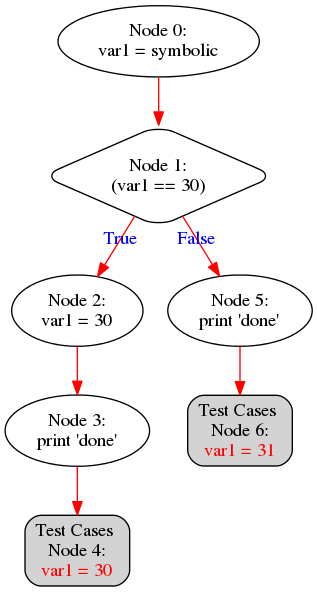 Node 0:
var1 = symbolic
Node 1:
(var1 == 30)
True
False
Node 2:
var1 = 30
Node 5:
print 'done'
Node 3:
print 'done'
Test Cases
Node 6:
var1 = 31
Test Cases
Node 4:
var1 = 30